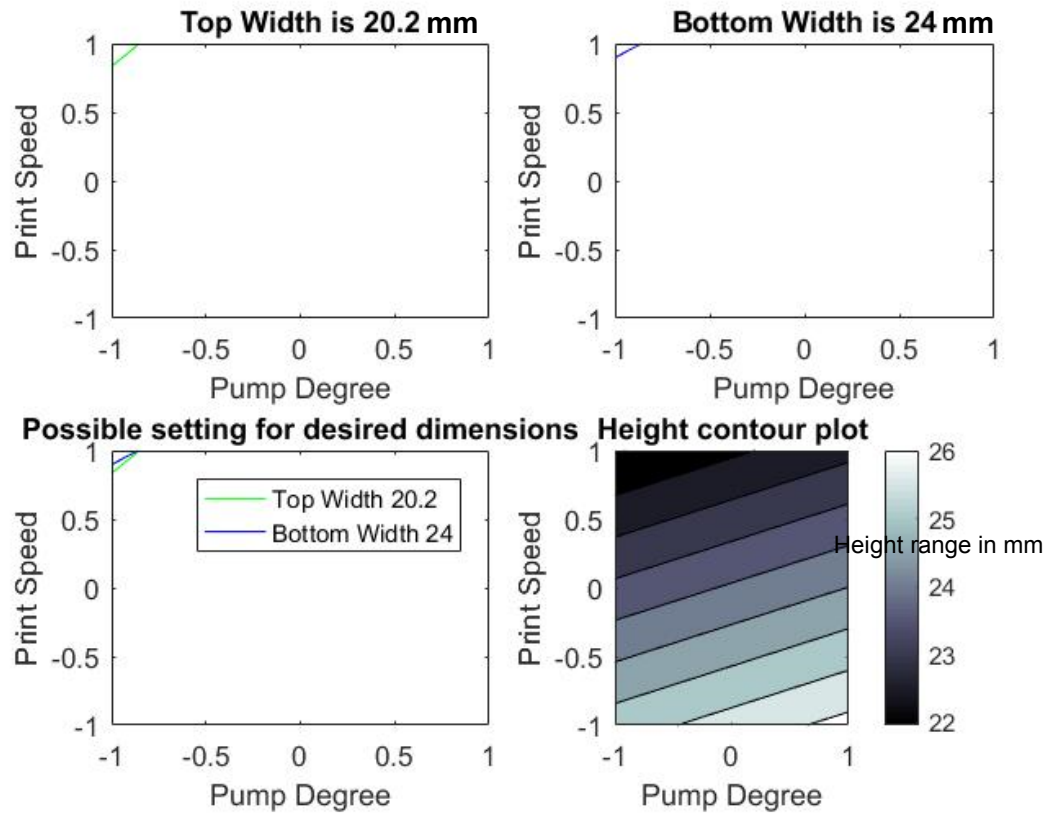 Top Width is 20.2 mm
1
0.5
0
-0.5
-1
Print Speed
-1 -0.5 0 0.5 1
Pump Degree
Bottom Width is 24 mm
1
0.5
0
-0.5
-1
Print Speed
-1 -0.5 0 0.5 1
Pump Degree
Possible setting for desired dimensions
1
0.5
0
-0.5
-1
Print Speed
Top Width 20.2
Bottom Width 24
-1 -0.5 0 0.5 1
Pump Degree
Height contour plot
1
0.5
0
-0.5
-1
Print Speed
-1 0 1
Pump Degree
26
25
Height range in mm
24
23
22